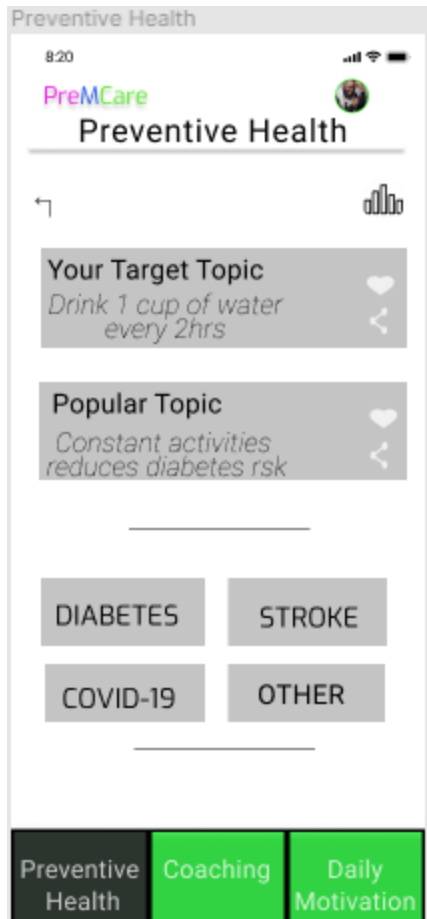 Preventive Health
8:20
PreMCare
Preventive Health
Your Target Topic
Drink 1 cup of water
every 2hrs
Popular Topic
Constant activities
reduces diabetes rsk
DIABETES
STROKE
COVID-19
OTHER
Preventive
Health
Coaching
Daily
Motivation